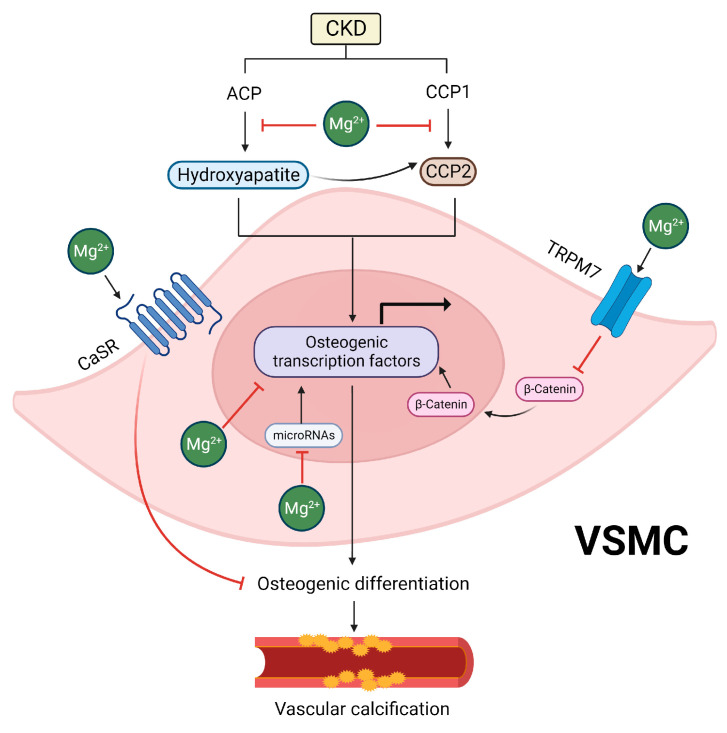 CKD
ACP
CCP1
Mg²⁺
Hydroxyapatite
CCP2
Mg²⁺
Mg²⁺
TRPM7
CaSR
Osteogenic
transcription factors
β-Catenin
β-Catenin
Mg²⁺
microRNAs
Mg²⁺
VSMC
Osteogenic differentiation
Vascular calcification